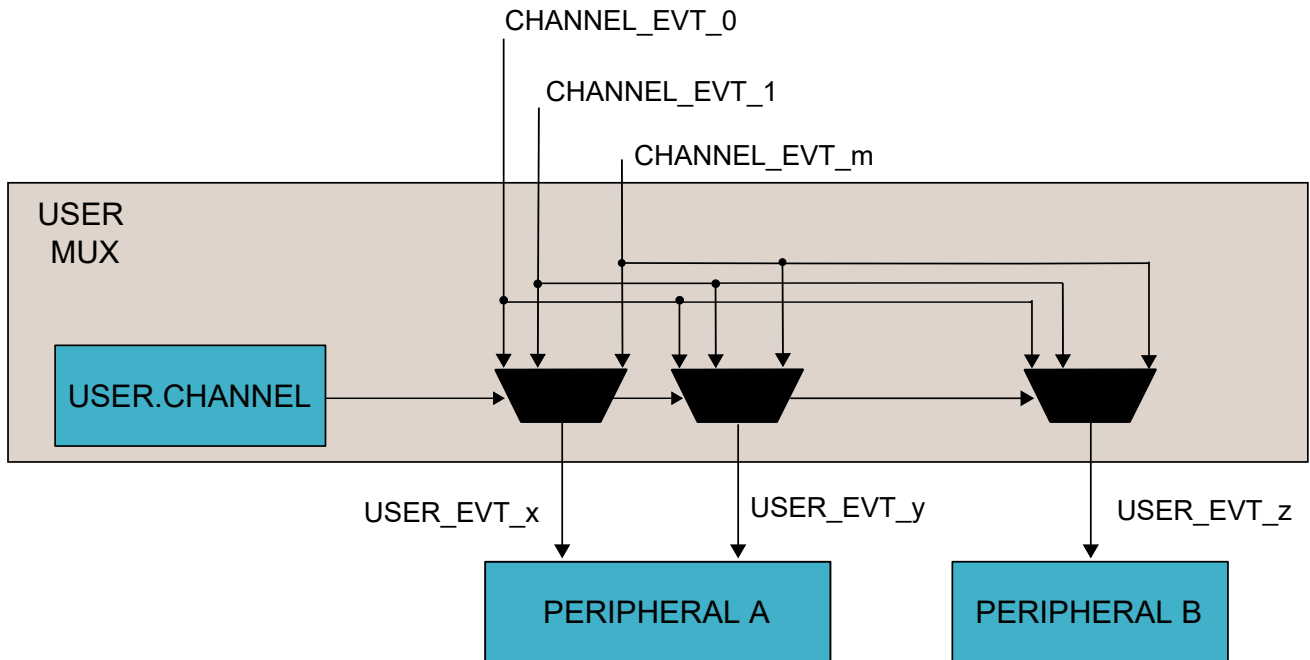 CHANNEL_EVT_0
CHANNEL_EVT_1
CHANNEL_EVT_m
USER
MUX
USER.CHANNEL
USER_EVT_x
USER_EVT_y
USER_EVT_z
PERIPHERAL A
PERIPHERAL B